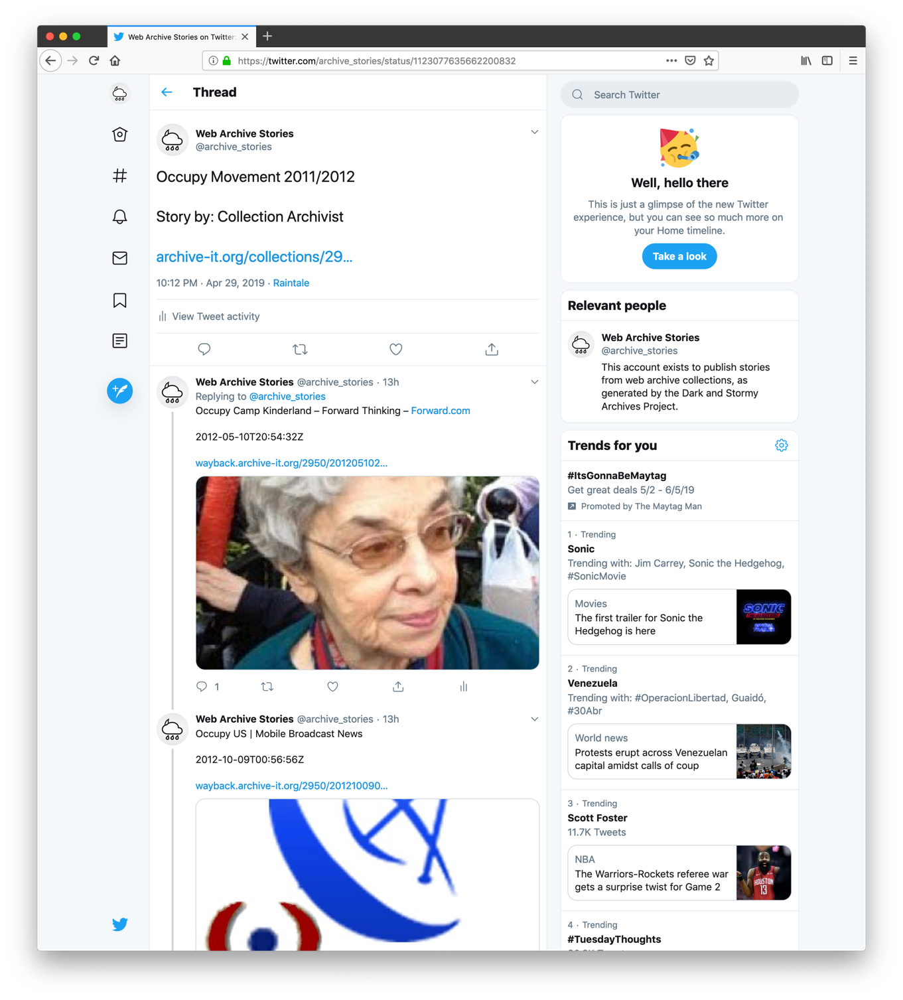 Web Archive Stories on Twitter:
https://twitter.com/archive_stories/status/1123077635662200832
Thread
Web Archive Stories
@archive_stories
Occupy Movement 2011/2012
Story by: Collection Archivist
archive-it.org/collections/29...
10:12 PM · Apr 29, 2019 · Raintale
View Tweet activity
Web Archive Stories @archive_stories · 13h
Replying to @archive_stories
Occupy Camp Kinderland – Forward Thinking – Forward.com
2012-05-10T20:54:32Z
wayback.archive-it.org/2950/201205102...
1
Web Archive Stories @archive_stories · 13h
Occupy US | Mobile Broadcast News
2012-10-09T00:56:56Z
wayback.archive-it.org/2950/201210090...
Search Twitter
Well, hello there
This is just a glimpse of the new Twitter
experience, but you can see so much more on
your Home timeline.
Take a look
Relevant people
Web Archive Stories
@archive_stories
This account exists to publish stories
from web archive collections, as
generated by the Dark and Stormy
Archives Project.
Trends for you
#ItsGonnaBeMaytag
Get great deals 5/2 - 6/5/19
Promoted by The Maytag Man
1 · Trending
Sonic
Trending with: Jim Carrey, Sonic the Hedgehog,
#SonicMovie
Movies
The first trailer for Sonic the
Hedgehog is here
SONIC
THE HEDGEHOG
OFFICIAL
TRAILER
2 · Trending
Venezuela
Trending with: #OperacionLibertad, Guaidó,
#30Abr
World news
Protests erupt across Venezuelan
capital amidst calls of coup
3 · Trending
Scott Foster
11.7K Tweets
NBA
The Warriors-Rockets referee war
gets a surprise twist for Game 2
HOUSTON
13
4 · Trending
#TuesdayThoughts